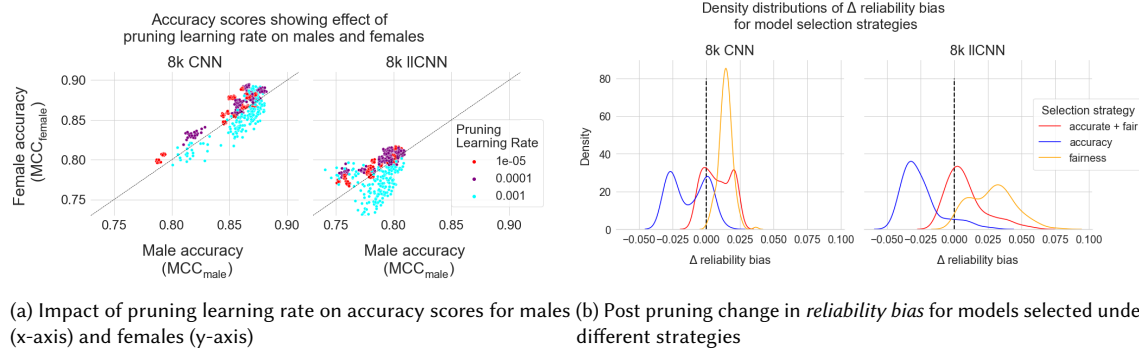 Accuracy scores showing effect of
pruning learning rate on males and females
8k CNN
8k llCNN
Female accuracy
(MCC_female)
0.90
0.85
0.80
0.75
0.75 0.80 0.85 0.90
0.75 0.80 0.85 0.90
Male accuracy
(MCC_male)
Male accuracy
(MCC_male)
Pruning
Learning Rate
1e-05
0.0001
0.001
Density distributions of Δ reliability bias
for model selection strategies
8k CNN
8k llCNN
Density
80
60
40
20
0
−0.050 −0.025 0.000 0.025 0.050 0.075 0.100
−0.050 −0.025 0.000 0.025 0.050 0.075 0.100
Δ reliability bias
Δ reliability bias
Selection strategy
accurate + fair
accuracy
fairness
(a) Impact of pruning learning rate on accuracy scores for males
(x-axis) and females (y-axis)
(b) Post pruning change in reliability bias for models selected unde
different strategies